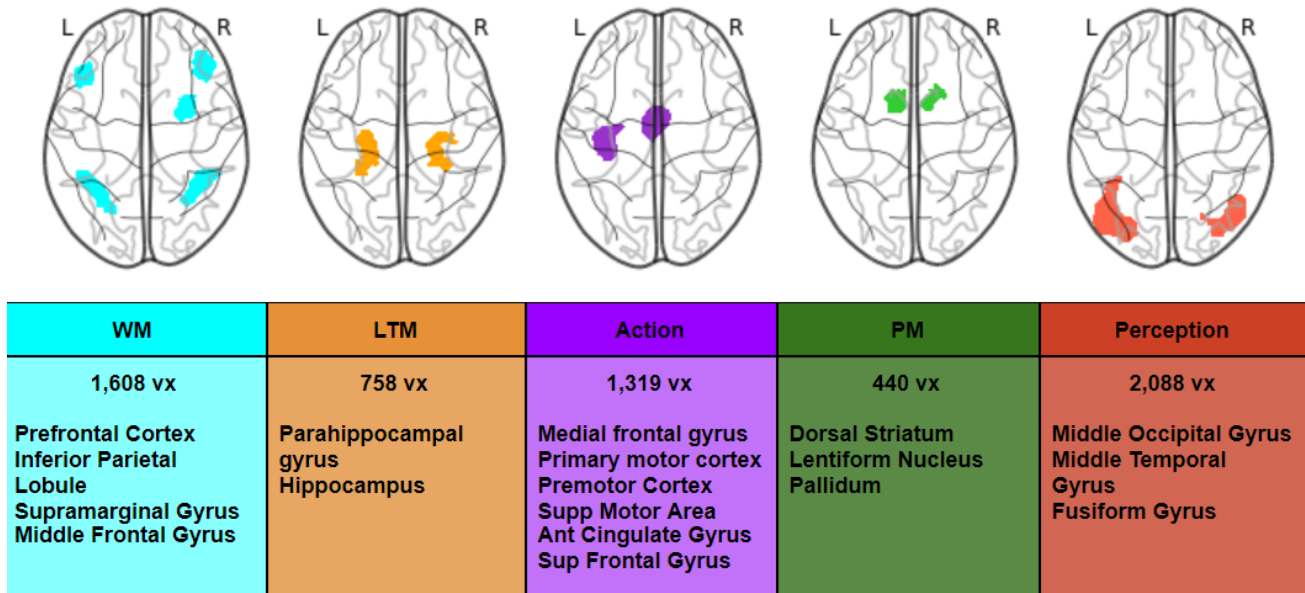 L R L R L R L R L R
WM
1,608 vx
Prefrontal Cortex
Inferior Parietal
Lobule
Supramarginal Gyrus
Middle Frontal Gyrus
LTM
758 vx
Parahippocampal
gyrus
Hippocampus
Action
1,319 vx
Medial frontal gyrus
Primary motor cortex
Premotor Cortex
Supp Motor Area
Ant Cingulate Gyrus
Sup Frontal Gyrus
PM
440 vx
Dorsal Striatum
Lentiform Nucleus
Pallidum
Perception
2,088 vx
Middle Occipital Gyrus
Middle Temporal
Gyrus
Fusiform Gyrus